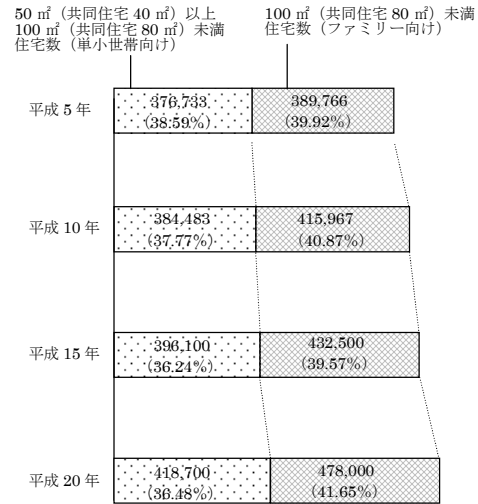 50 ㎡（共同住宅 40 ㎡）以上
100 ㎡（共同住宅 80 ㎡）未満
住宅数（単小世帯向け）
100 ㎡（共同住宅 80 ㎡）未満
住宅数（ファミリー向け）
平成 5 年
376,733
(38.59%)
389,766
(39.92%)
平成 10 年
384,483
(37.77%)
415,967
(40.87%)
平成 15 年
396,100
(36.24%)
432,500
(39.57%)
平成 20 年
418,700
(36.48%)
478,000
(41.65%)